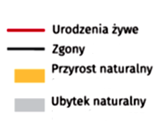 Urodzenia żywe
Zgony
Przyrost naturalny
Ubytek naturalny